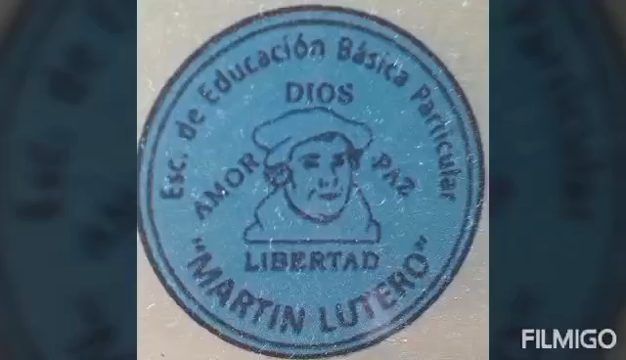 Esc. de Educación Básica Particular
DIOS
AMOR
PAZ
LIBERTAD
"MARTIN LUTERO"
FILMIGO